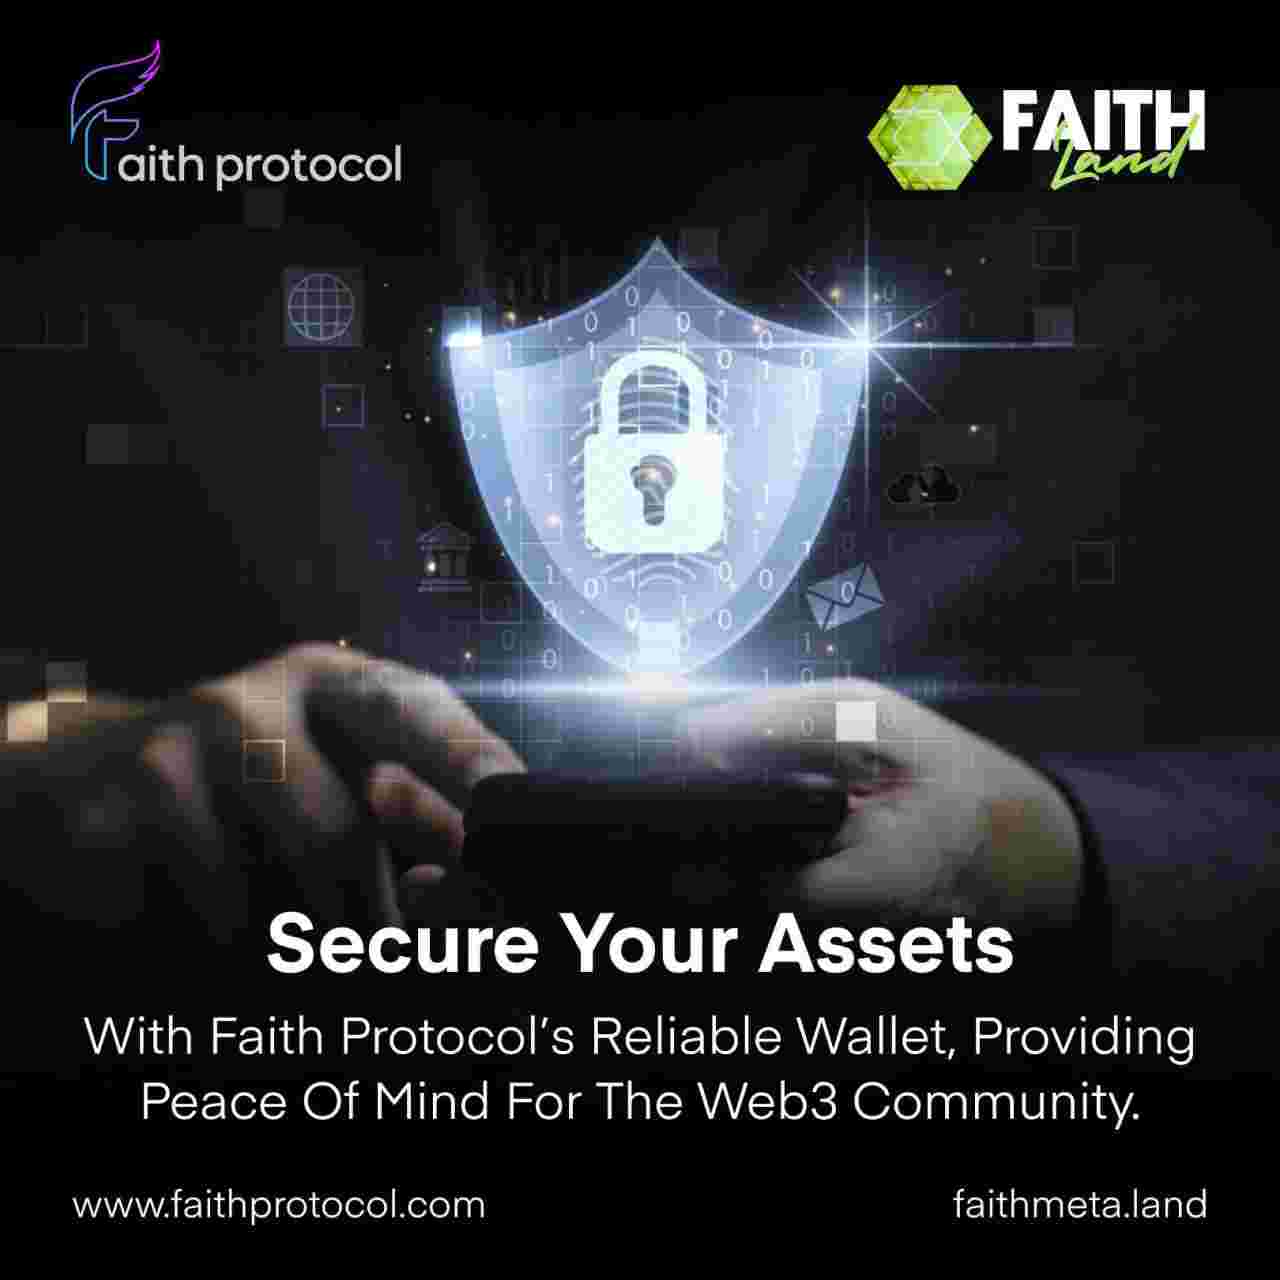 Faith protocol
FAITH
Land
Secure Your Assets
With Faith Protocol's Reliable Wallet, Providing
Peace Of Mind For The Web3 Community.
www.faithprotocol.com
faithmeta.land